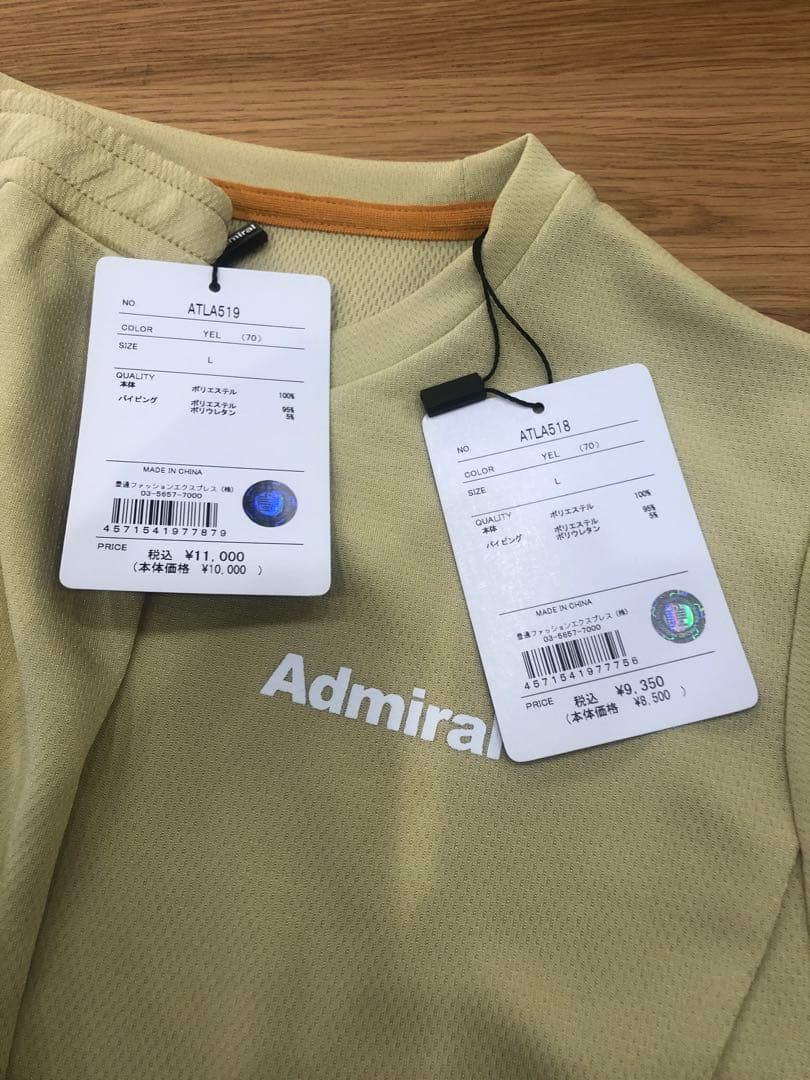 miral
NO ATLA519
COLOR YEL (70)
SIZE L
QUALITY
本体 ポリエステル 100%
パイピング ポリエステル 95%
ポリウレタン 5%
MADE IN CHINA
豊通ファッションエクスプレス(株)
03-5657-7000
4571541977879
PRICE 税込 ¥11,000
(本体価格 ¥10,000 )
NO ATLA518
COLOR YEL (70)
SIZE L
QUALITY
本体 ポリエステル 100%
パイピング ポリエステル 95%
ポリウレタン 5%
MADE IN CHINA
豊通ファッションエクスプレス(株)
03-5657-7000
4571541977756
PRICE 税込 ¥9,350
(本体価格 ¥8,500 )
Admiral